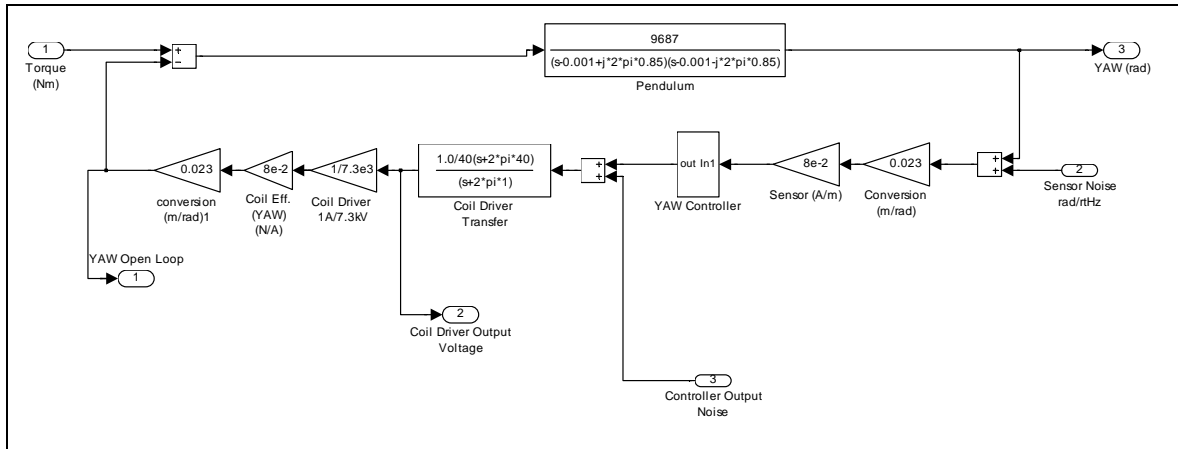 1
Torque
(Nm)
+
−
9687
(s-0.001+j*2*pi*0.85)(s-0.001-j*2*pi*0.85)
Pendulum
3
YAW (rad)
0.023
conversion
(m/rad)1
8e-2
Coil Eff.
(YAW)
(N/A)
1/7.3e3
Coil Driver
1A/7.3kV
1.0/40(s+2*pi*40)
(s+2*pi*1)
Coil Driver
Transfer
+
+
out In1
YAW Controller
8e-2
Sensor (A/m)
0.023
Conversion
(m/rad)
+
+
2
Sensor Noise
rad/rtHz
YAW Open Loop
1
2
Coil Driver Output
Voltage
3
Controller Output
Noise